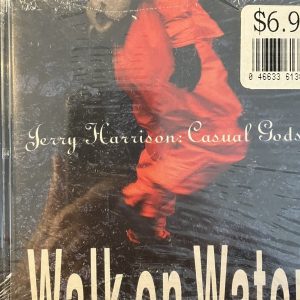 $6.9
0 46633 613
Jerry Harrison: Casual Gods
Walk on Water